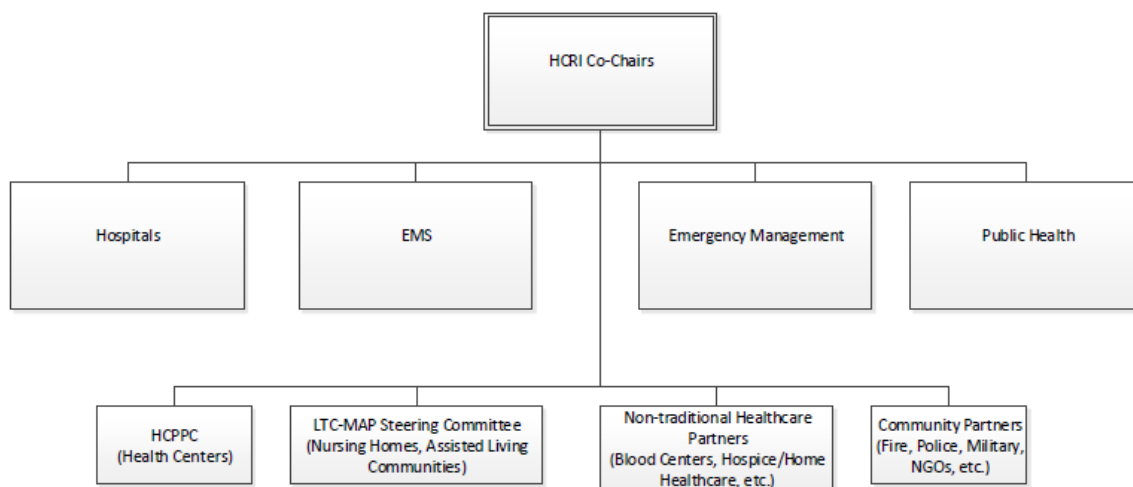 HCRI Co-Chairs
Hospitals
EMS
Emergency Management
Public Health
HCPPC
(Health Centers)
LTC-MAP Steering Committee
(Nursing Homes, Assisted Living
Communities)
Non-traditional Healthcare
Partners
(Blood Centers, Hospice/Home
Healthcare, etc.)
Community Partners
(Fire, Police, Military,
NGOs, etc.)